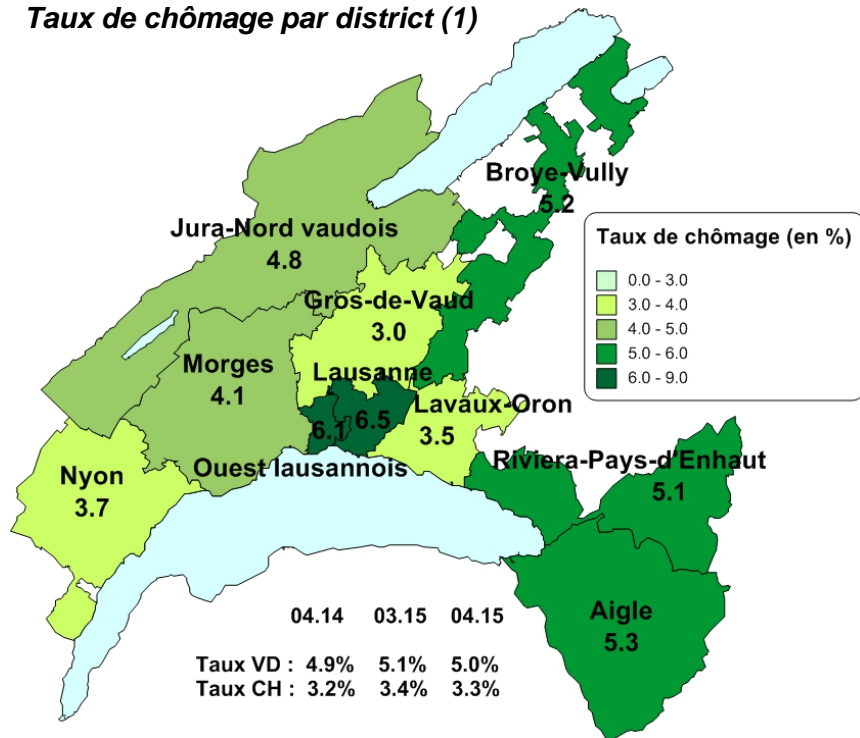 Taux de chômage par district (1)
Broye-Vully
5.2
Jura-Nord vaudois
4.8
Taux de chômage (en %)
0.0 - 3.0
3.0 - 4.0
4.0 - 5.0
5.0 - 6.0
6.0 - 9.0
Gros-de-Vaud
3.0
Morges
4.1
Lausanne
6.5
6.1
Lavaux-Oron
3.5
Ouest lausannois
Riviera-Pays-d'Enhaut
5.1
Nyon
3.7
Aigle
5.3
04.14 03.15 04.15
Taux VD : 4.9% 5.1% 5.0%
Taux CH : 3.2% 3.4% 3.3%